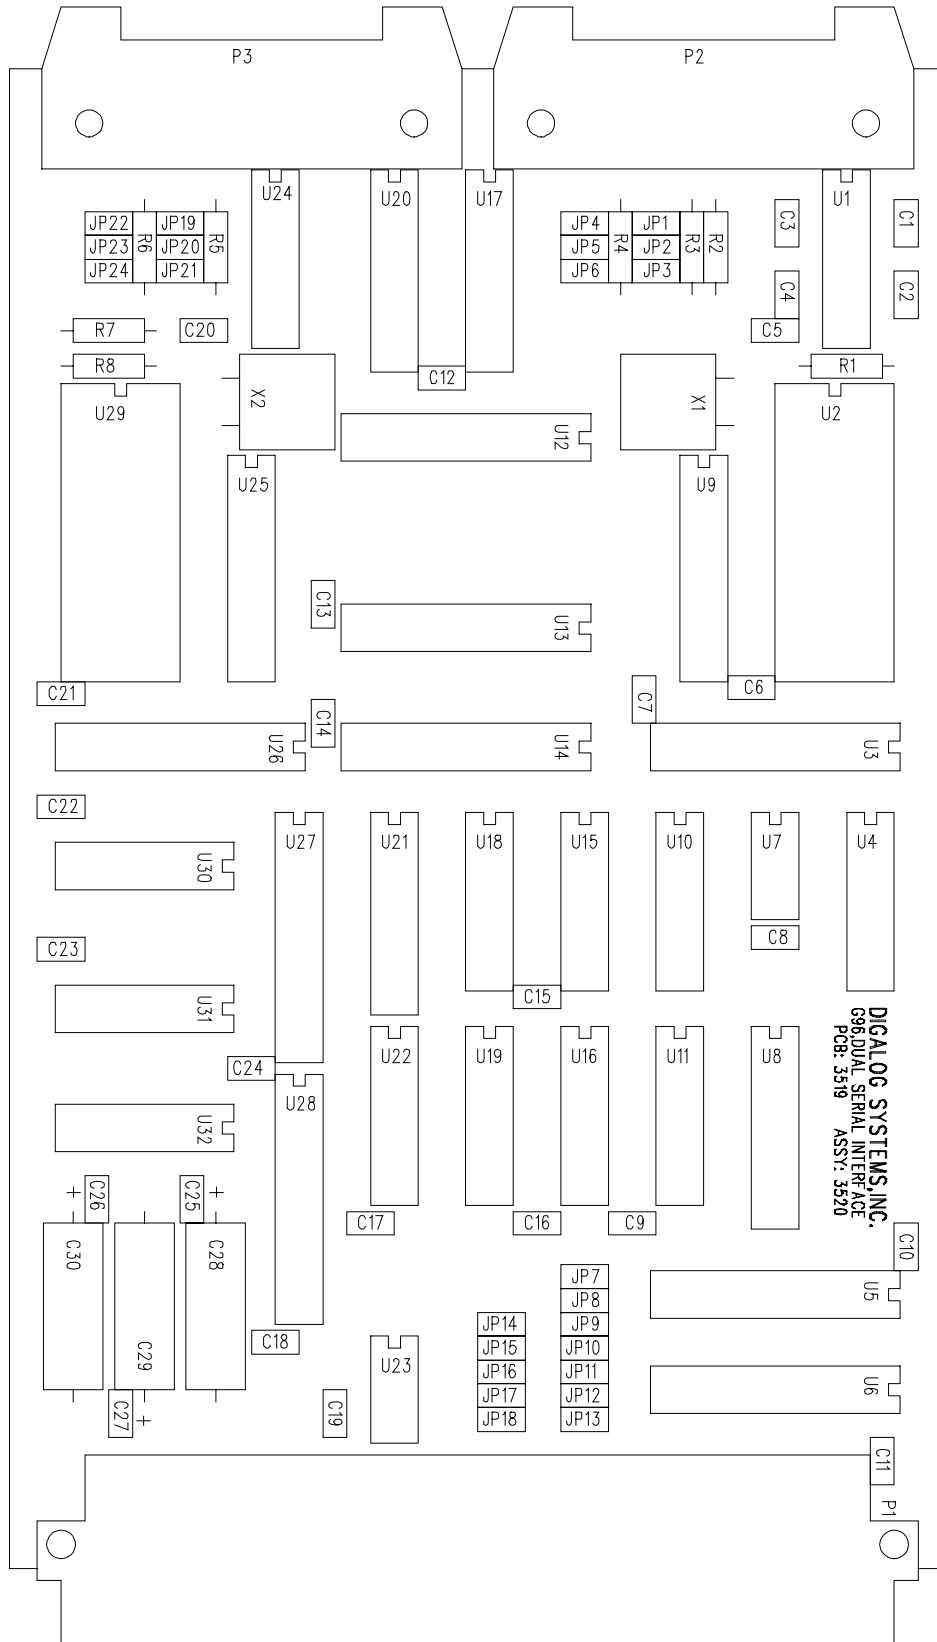 P3
P2
U24
U20
U17
U1
C3
C1
JP22
JP19
JP4
JP1
JP23
R6
JP20
R5
JP5
R4
JP2
R3
R2
JP24
JP21
JP6
JP3
C4
C2
R7
C20
C5
R8
C12
R1
U29
X2
X1
U2
U12
U25
U9
C13
U13
C21
C6
C7
C14
U26
U14
U3
C22
U27
U21
U18
U15
U10
U7
U4
U30
C23
C8
U31
C15
DIGALOG SYSTEMS,INC.
G96,DUAL SERIAL INTERFACE
PCB: 3519 ASSY: 3520
C24
U22
U19
U16
U11
U8
U28
U32
+
C26
C25
+
C17
C16
C9
C10
C30
C28
JP7
JP8
U5
C18
JP14
JP9
C29
U23
JP15
JP10
JP16
JP11
U6
JP17
JP12
C27
+
C19
JP18
JP13
C11
P1